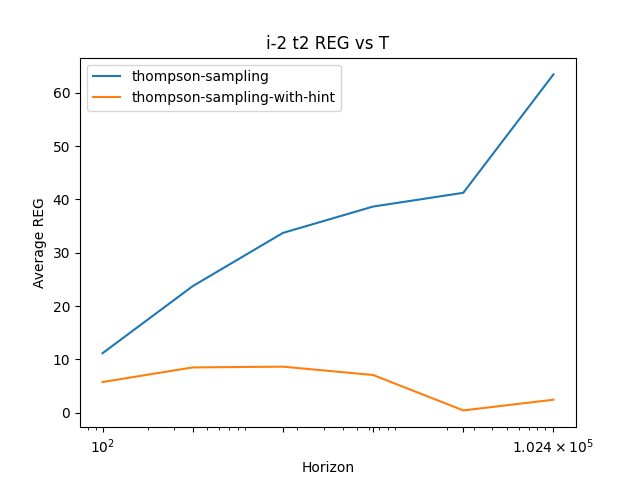 i-2 t2 REG vs T
thompson-sampling
thompson-sampling-with-hint
60
50
40
30
20
10
0
Average REG
10²
1.024 × 10⁵
Horizon